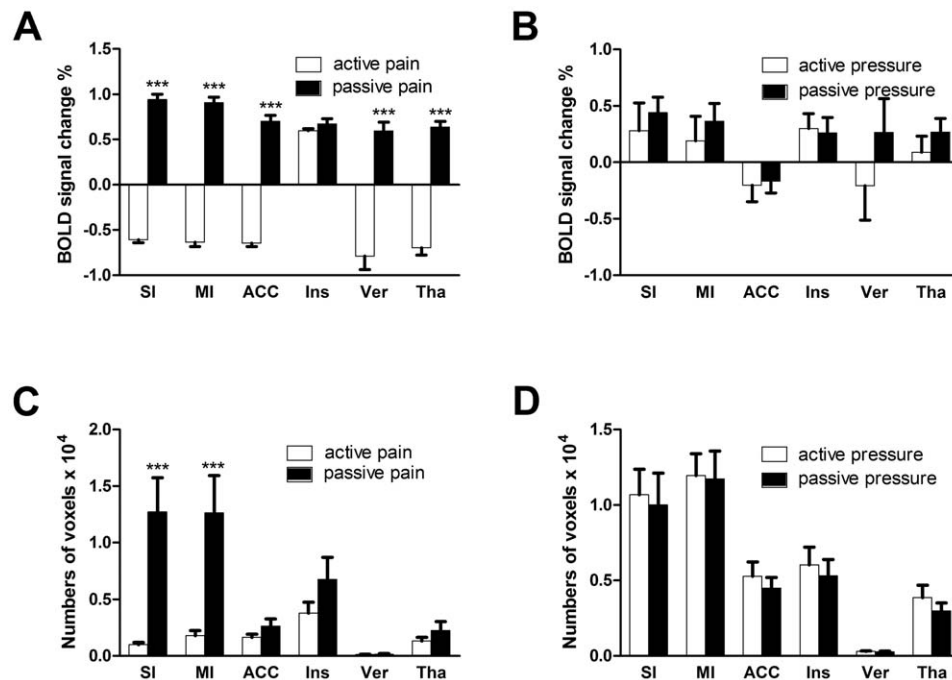 A
BOLD signal change %
1.5
1.0
0.5
0.0
-0.5
-1.0
active pain
passive pain
*** *** *** *** ***
SI MI ACC Ins Ver Tha
B
BOLD signal change %
1.0
0.5
0.0
-0.5
-1.0
active pressure
passive pressure
SI MI ACC Ins Ver Tha
C
Numbers of voxels x 10⁴
2.0
1.5
1.0
0.5
0.0
active pain
passive pain
*** ***
SI MI ACC Ins Ver Tha
D
Numbers of voxels x 10⁴
1.5
1.0
0.5
0.0
active pressure
passive pressure
SI MI ACC Ins Ver Tha